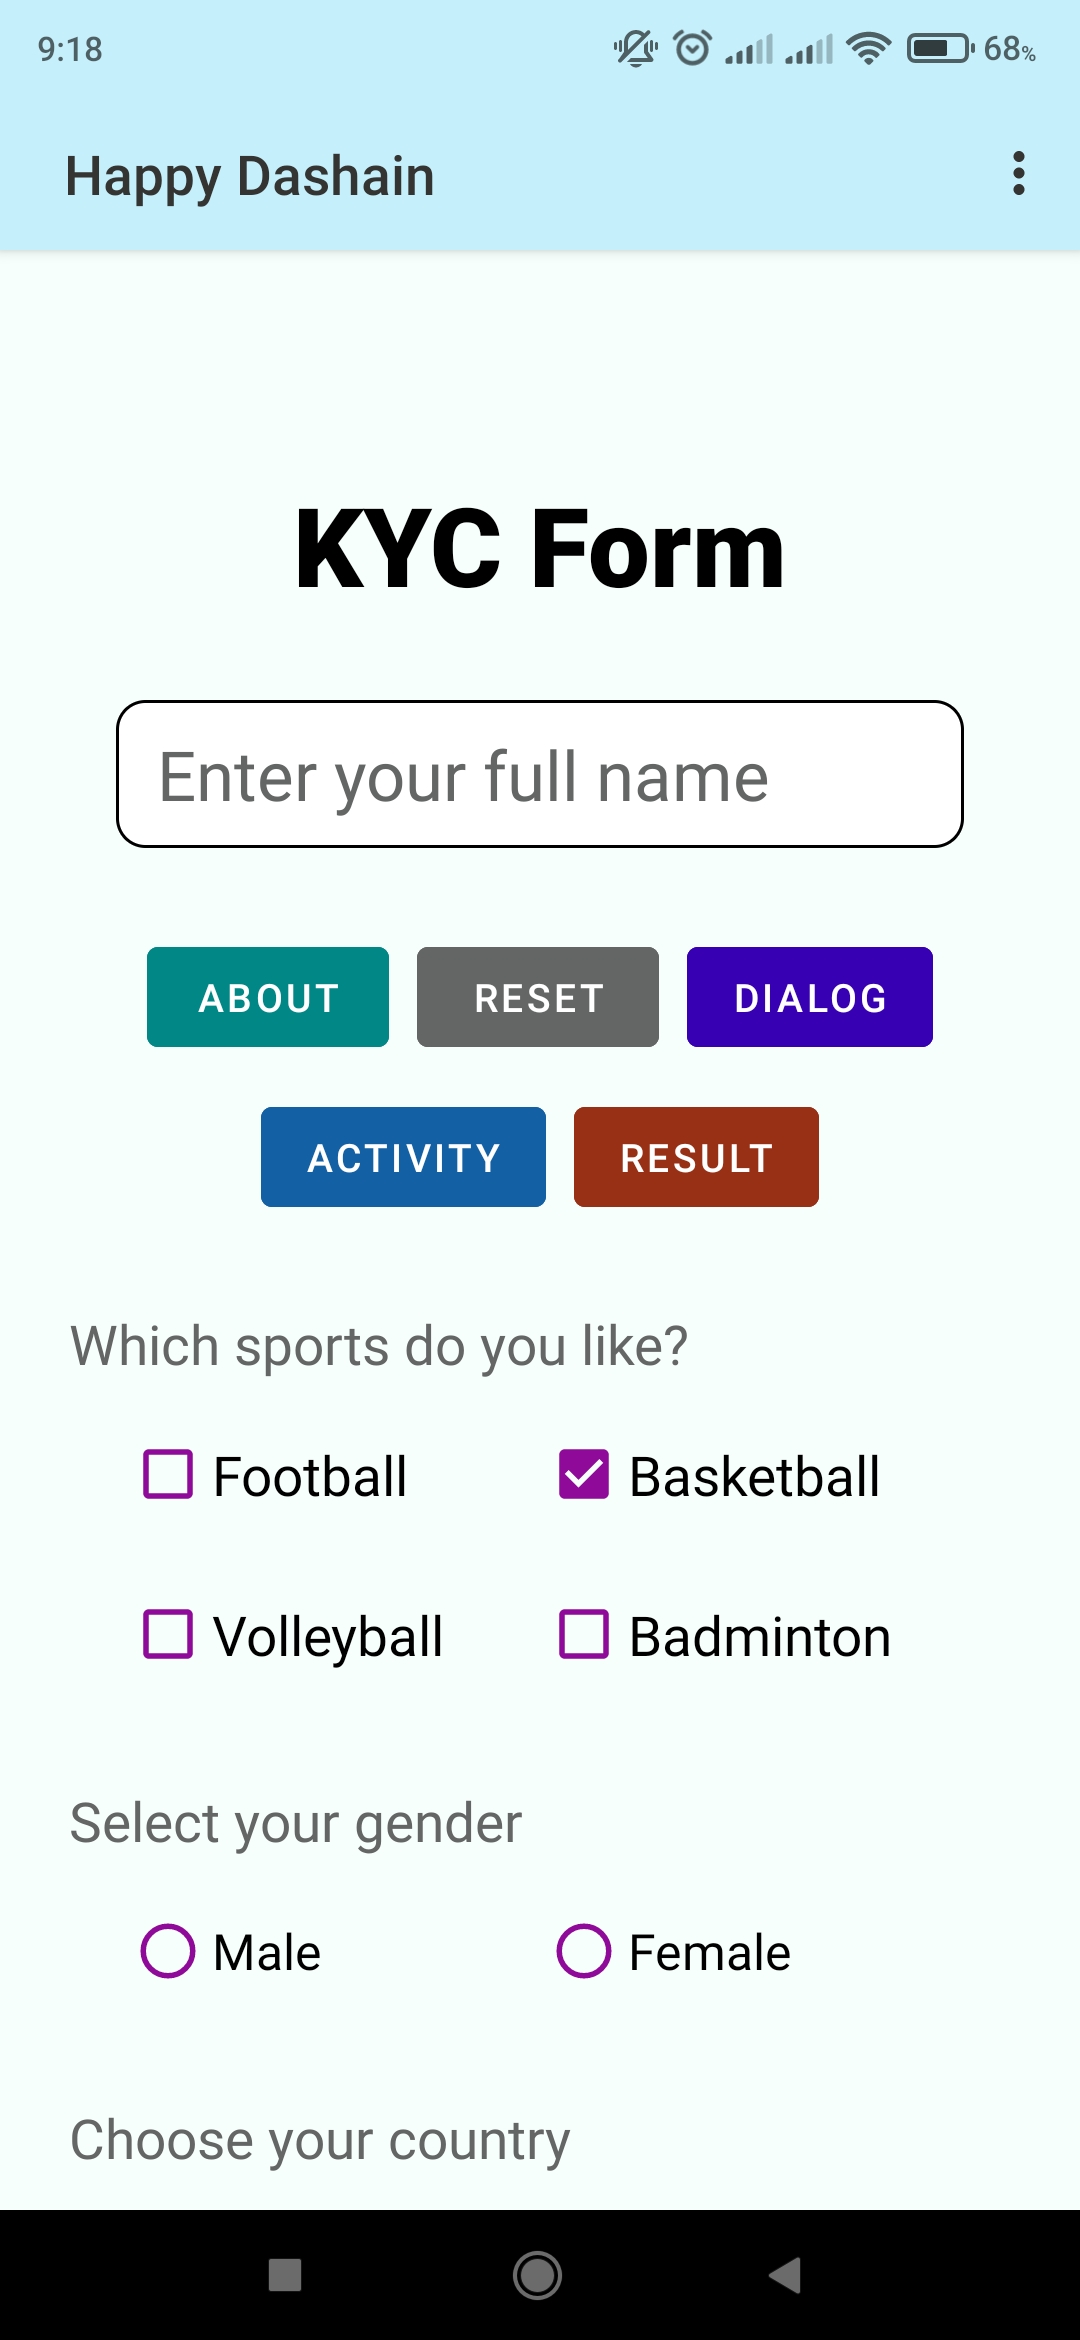 9:18 68%
Happy Dashain
KYC Form
Enter your full name
ABOUT RESET DIALOG
ACTIVITY RESULT
Which sports do you like?
Football Basketball
Volleyball Badminton
Select your gender
Male Female
Choose your country